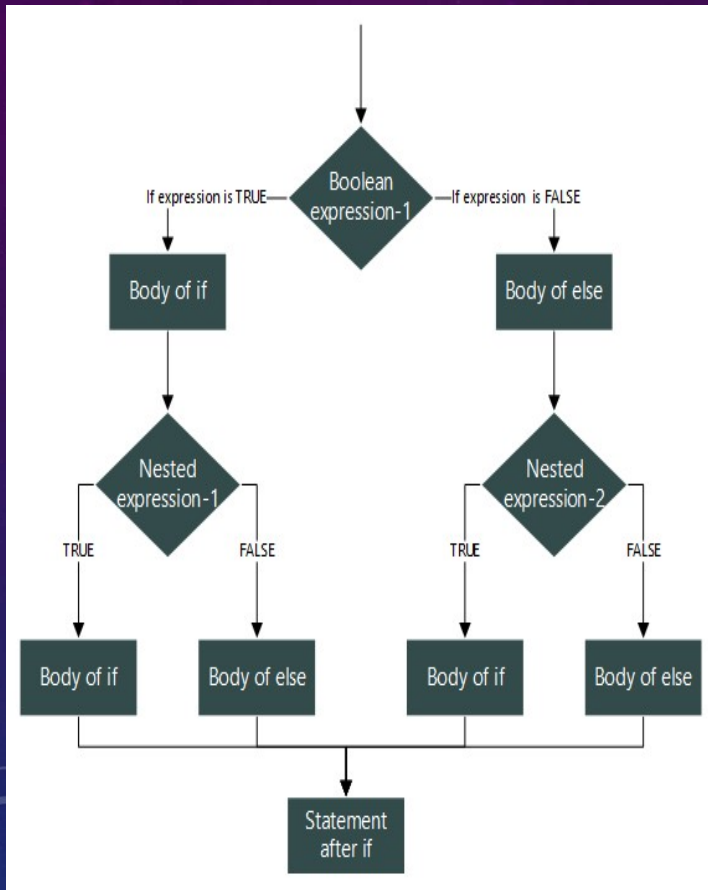 Boolean
expression-1
If expression is TRUE
If expression is FALSE
Body of if
Body of else
Nested
expression-1
Nested
expression-2
TRUE
FALSE
TRUE
FALSE
Body of if
Body of else
Body of if
Body of else
Statement
after if